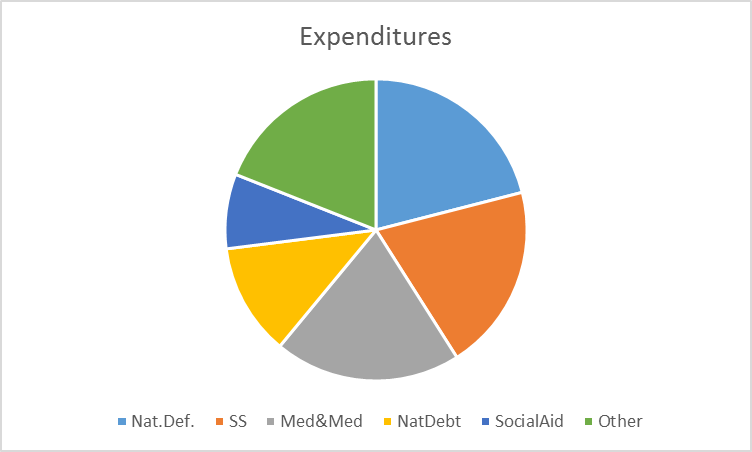 Expenditures
Nat.Def. SS Med&Med NatDebt SocialAid Other